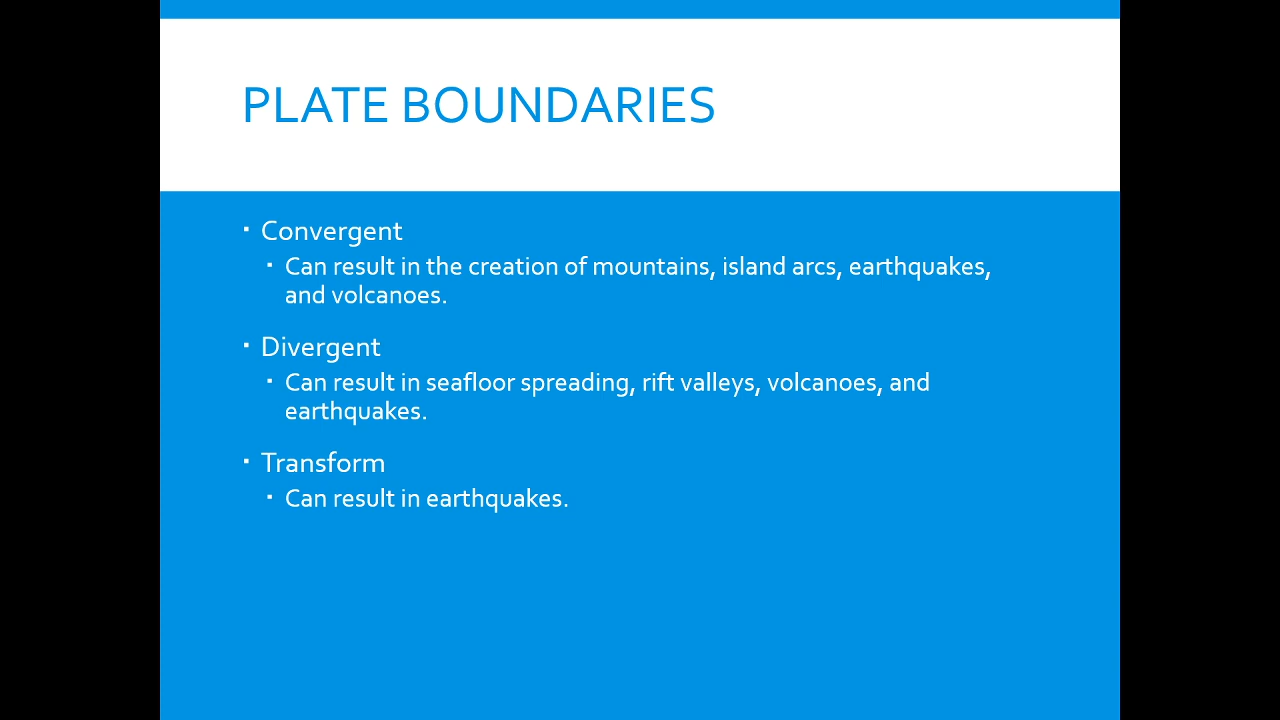 PLATE BOUNDARIES
▪ Convergent
▪ Can result in the creation of mountains, island arcs, earthquakes,
and volcanoes.
▪ Divergent
▪ Can result in seafloor spreading, rift valleys, volcanoes, and
earthquakes.
▪ Transform
▪ Can result in earthquakes.